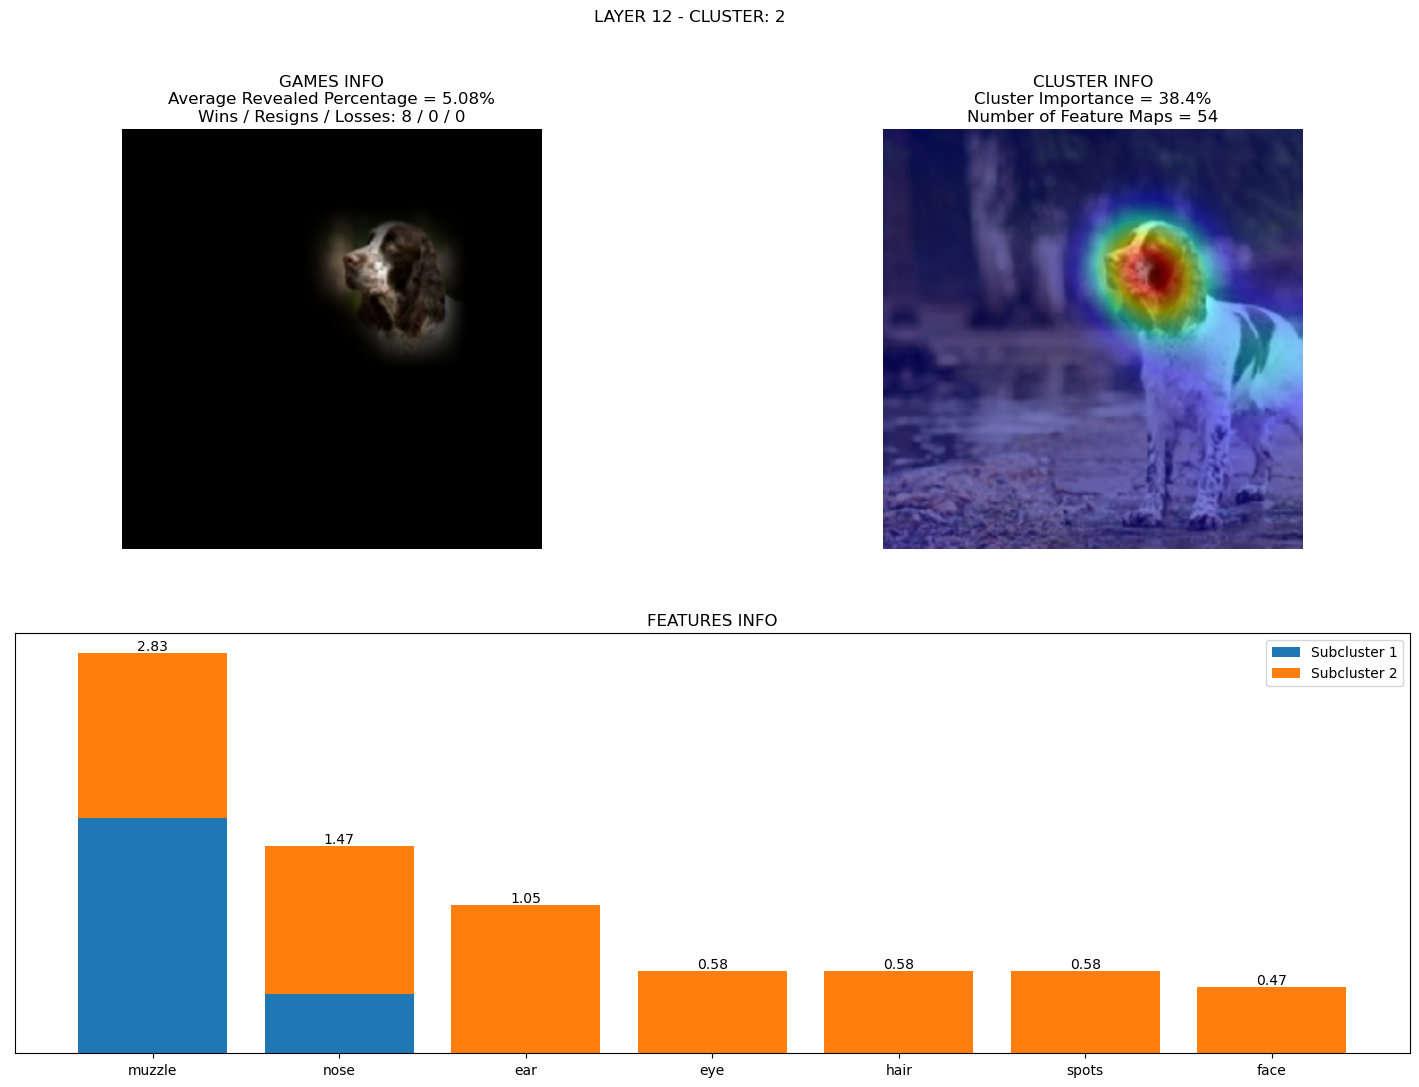 LAYER 12 - CLUSTER: 2
GAMES INFO
Average Revealed Percentage = 5.08%
Wins / Resigns / Losses: 8 / 0 / 0
CLUSTER INFO
Cluster Importance = 38.4%
Number of Feature Maps = 54
FEATURES INFO
Subcluster 1
Subcluster 2
2.83
1.47
1.05
0.58
0.58
0.58
0.47
muzzle
nose
ear
eye
hair
spots
face